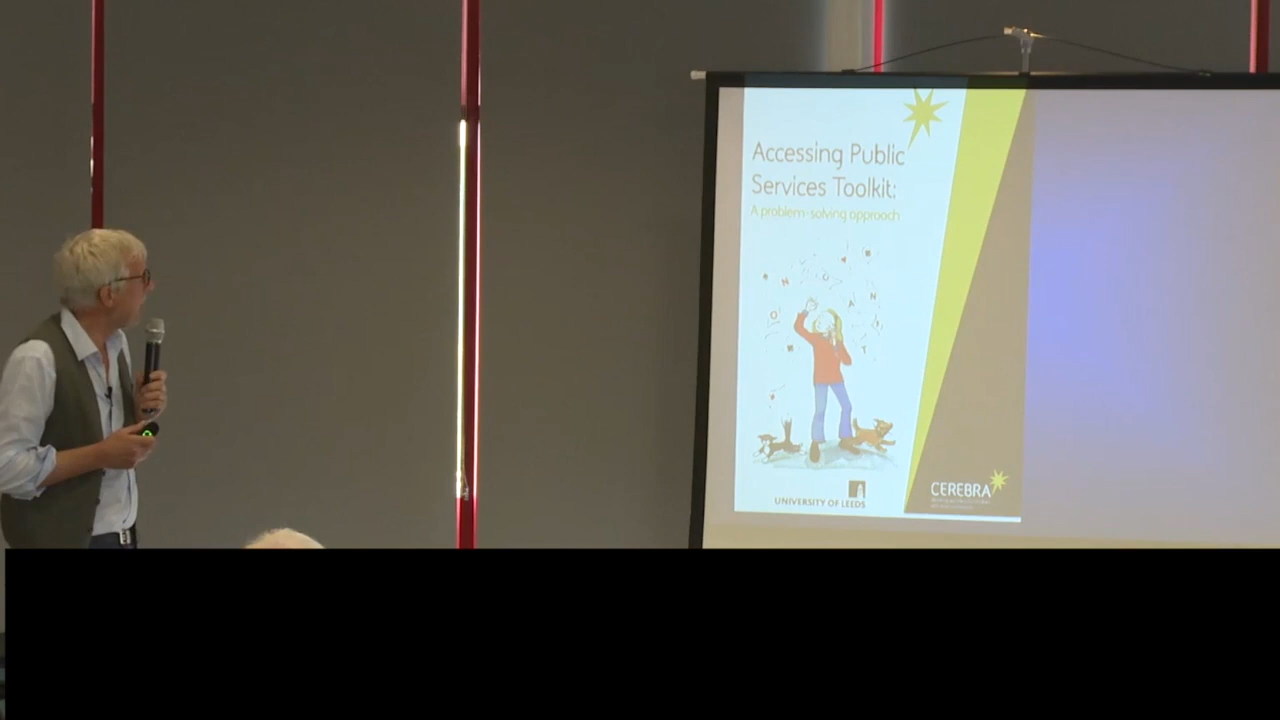 Accessing Public
Services Toolkit:
A problem-solving approach
UNIVERSITY OF LEEDS
CEREBRA